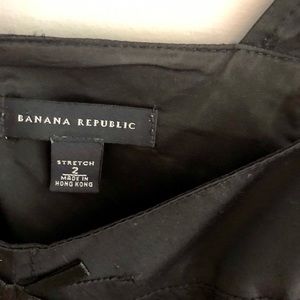 BANANA REPUBLIC
STRETCH
2
MADE IN
HONG KONG